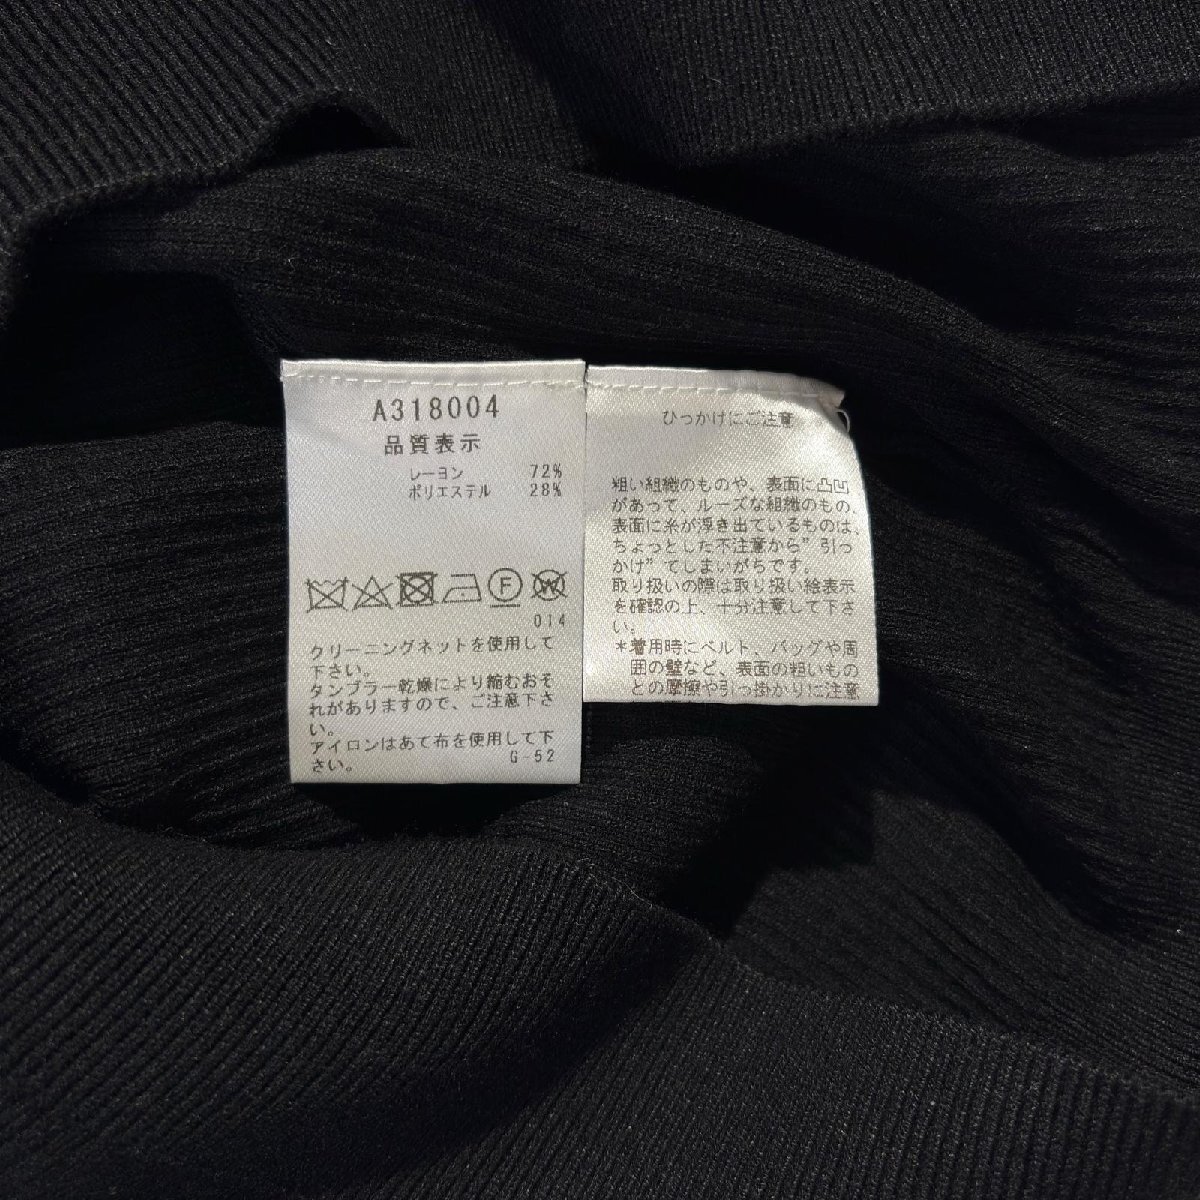 A318004
品質表示
レーヨン 72%
ポリエステル 28%
F W
014
クリーニングネットを使用して
下さい。
タンブラー乾燥により縮むおそ
れがありますので、ご注意下さ
い。
アイロンはあて布を使用して下
さい。 G-52
ひっかけにご注意
粗い組織のものや、表面に凸凹
があって、ルーズな組織のもの、
表面に糸が浮き出ているものは、
ちょっとした不注意から”引っ
かけ”てしまいがちです。
取り扱いの際は取り扱い絵表示
を確認の上、十分注意して下さ
い。
*着用時にベルト、バッグや周
囲の壁など、表面の粗いもの
との摩擦や引っ掛かりに注意